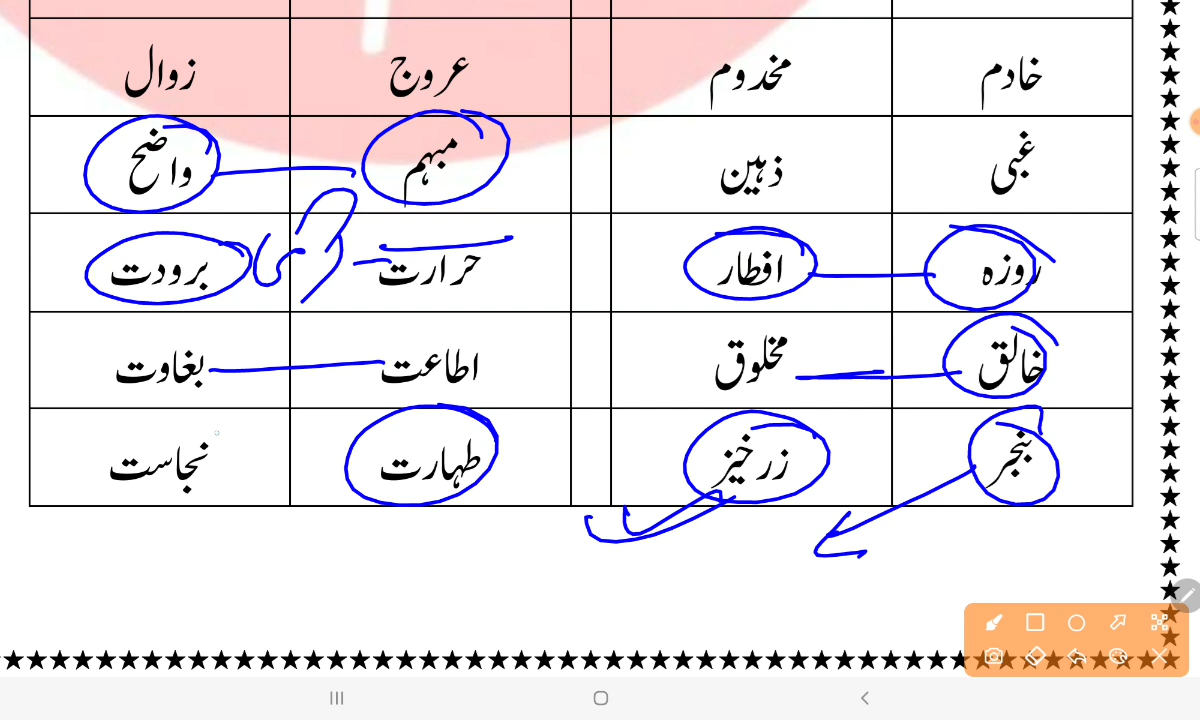 خادم مخدوم عروج زوال
غبی ذہین مبہم واضح
روزہ افطار حرارت برودت
خالق مخلوق اطاعت بغاوت
بنجر زرخیز طہارت نجاست